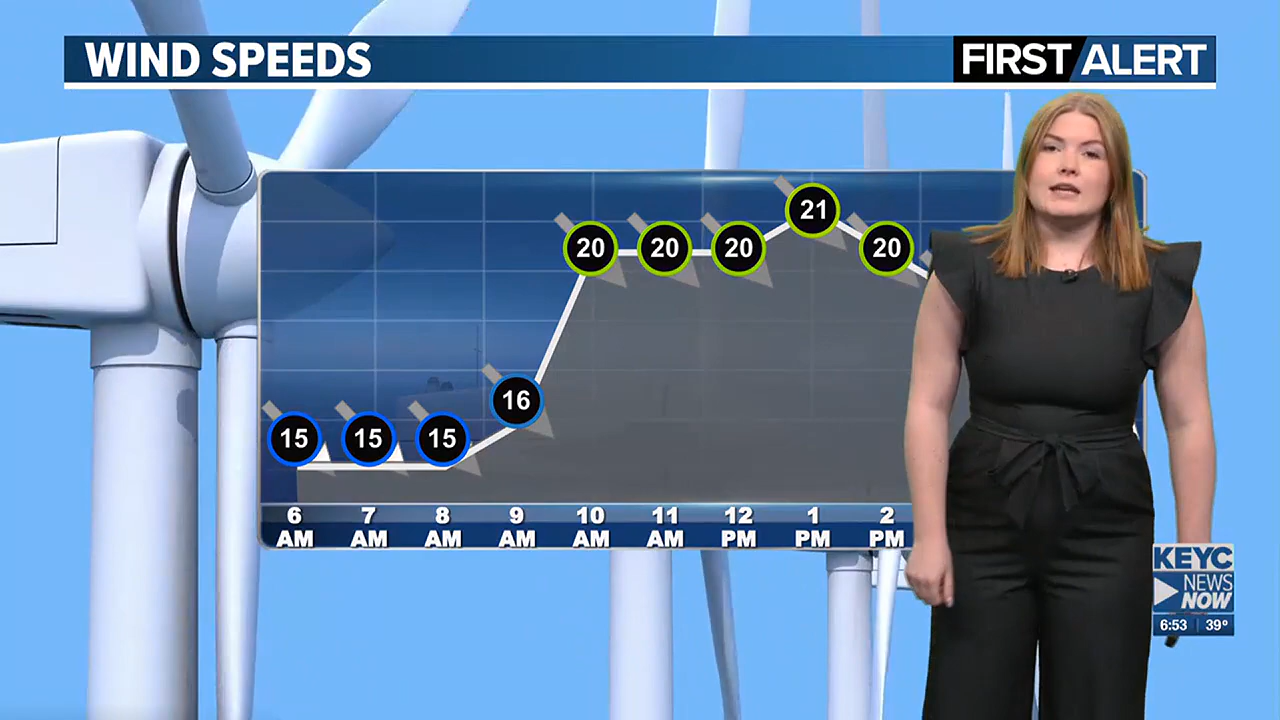 WIND SPEEDS
FIRST ALERT
21
20 20 20 20
16
15 15 15
6 7 8 9 10 11 12 1 2
AM AM AM AM AM AM PM PM PM
KEYC
NEWS
NOW
6:53 39°